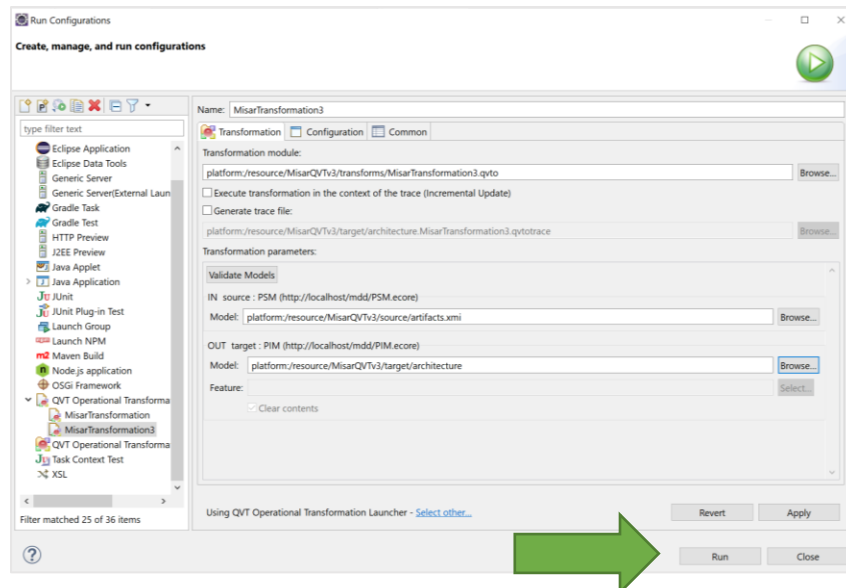 Run Configurations
Create, manage, and run configurations
type filter text
Eclipse Application
Eclipse Data Tools
Generic Server
Generic Server(External Laun
Gradle Task
Gradle Test
HTTP Preview
J2EE Preview
Java Applet
Java Application
JUnit
JUnit Plug-in Test
Launch Group
Launch NPM
Maven Build
Node.js application
OSGi Framework
QVT Operational Transforma
MisarTransformation
MisarTransformation3
QVT Operational Transforma
Task Context Test
XSL
Filter matched 25 of 36 items
Name: MisarTransformation3
Transformation Configuration Common
Transformation module:
platform:/resource/MisarQVTv3/transforms/MisarTransformation3.qvto Browse...
Execute transformation in the context of the trace (Incremental Update)
Generate trace file:
platform:/resource/MisarQVTv3/target/architecture.MisarTransformation3.qvtotrace Browse...
Transformation parameters:
Validate Models
IN source : PSM (http://localhost/mdd/PSM.ecore)
Model: platform:/resource/MisarQVTv3/source/artifacts.xmi Browse...
OUT target : PIM (http://localhost/mdd/PIM.ecore)
Model: platform:/resource/MisarQVTv3/target/architecture Browse...
Feature: Select...
Clear contents
Using QVT Operational Transformation Launcher - Select other... Revert Apply
Run Close